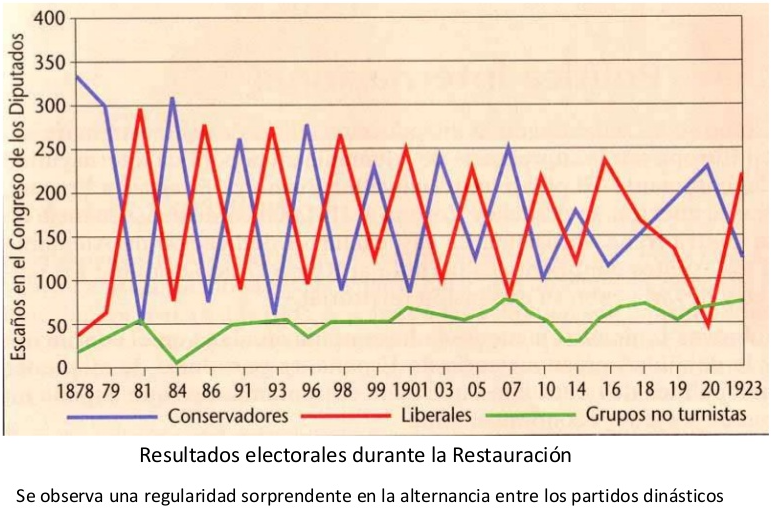 Escaños en el Congreso de los Diputados
400
350
300
250
200
150
100
50
0
1878 79 81 84 86 91 93 96 98 99 1901 03 05 07 10 14 16 18 19 20 1923
Conservadores Liberales Grupos no turnistas
Resultados electorales durante la Restauración
Se observa una regularidad sorprendente en la alternancia entre los partidos dinásticos